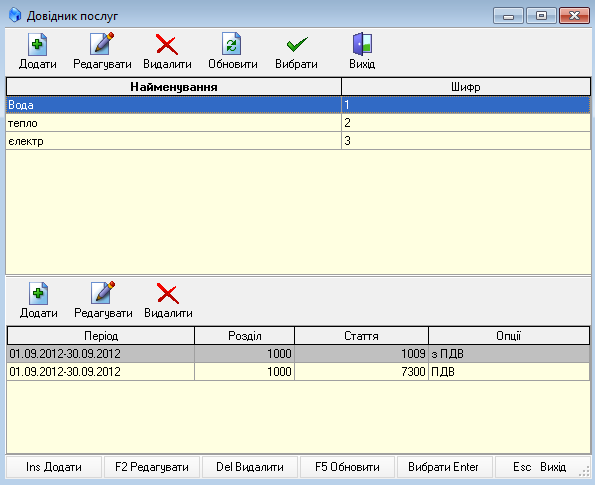 Довідник послуг
Додати Редагувати Видалити Обновити Вибрати Вихід
Найменування Шифр
Вода 1
тепло 2
єлектр 3
Додати Редагувати Видалити
Період Розділ Стаття Опції
01.09.2012-30.09.2012 1000 1009 з ПДВ
01.09.2012-30.09.2012 1000 7300 ПДВ
Ins Додати F2 Редагувати Del Видалити F5 Обновити Вибрати Enter Esc Вихід